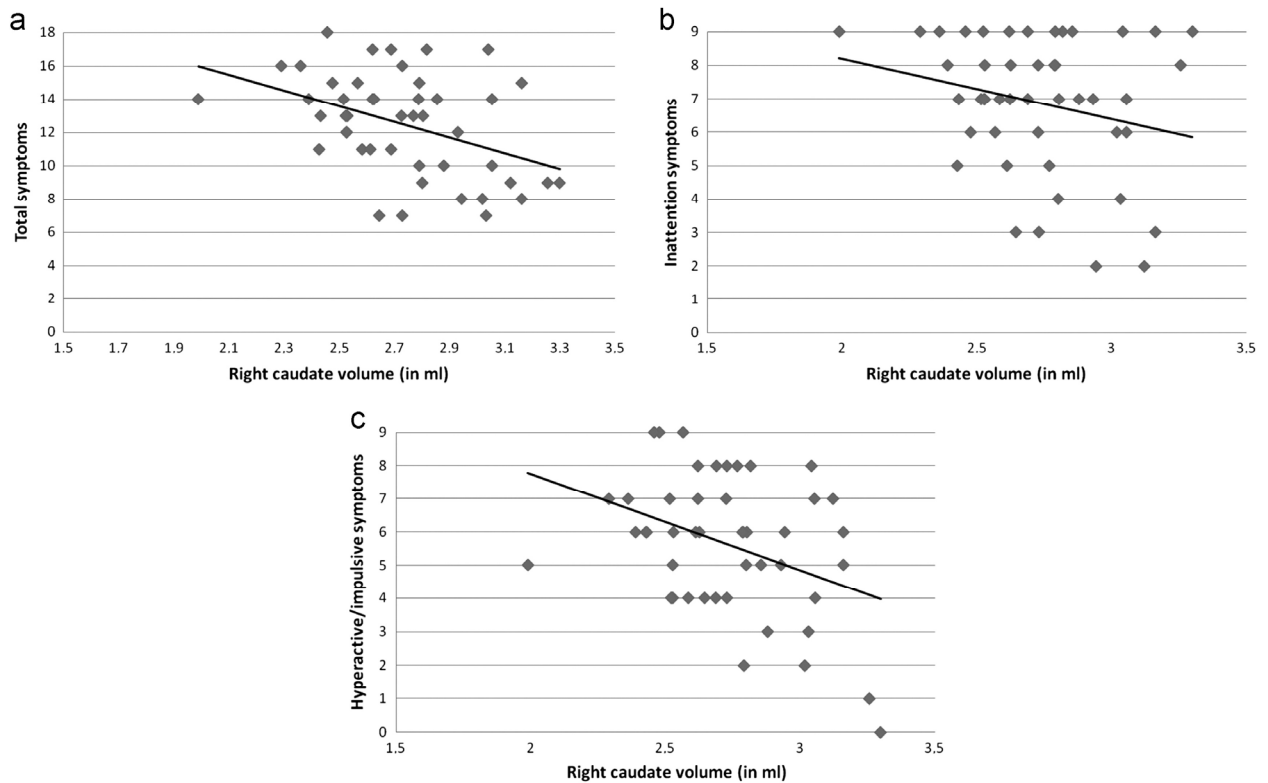 a
Total symptoms
18
16
14
12
10
8
6
4
2
0
1.5 1.7 1.9 2.1 2.3 2.5 2.7 2.9 3.1 3.3 3.5
Right caudate volume (in ml)
b
Inattention symptoms
9
8
7
6
5
4
3
2
1
0
1.5 2 2.5 3 3.5
Right caudate volume (in ml)
c
Hyperactive/impulsive symptoms
9
8
7
6
5
4
3
2
1
0
1.5 2 2.5 3 3.5
Right caudate volume (in ml)